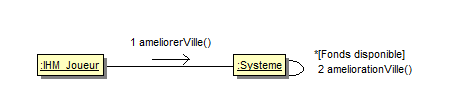 1 ameliorerVille()
*[Fonds disponible]
:IHM_Joueur
:Systeme
2 ameliorationVille()